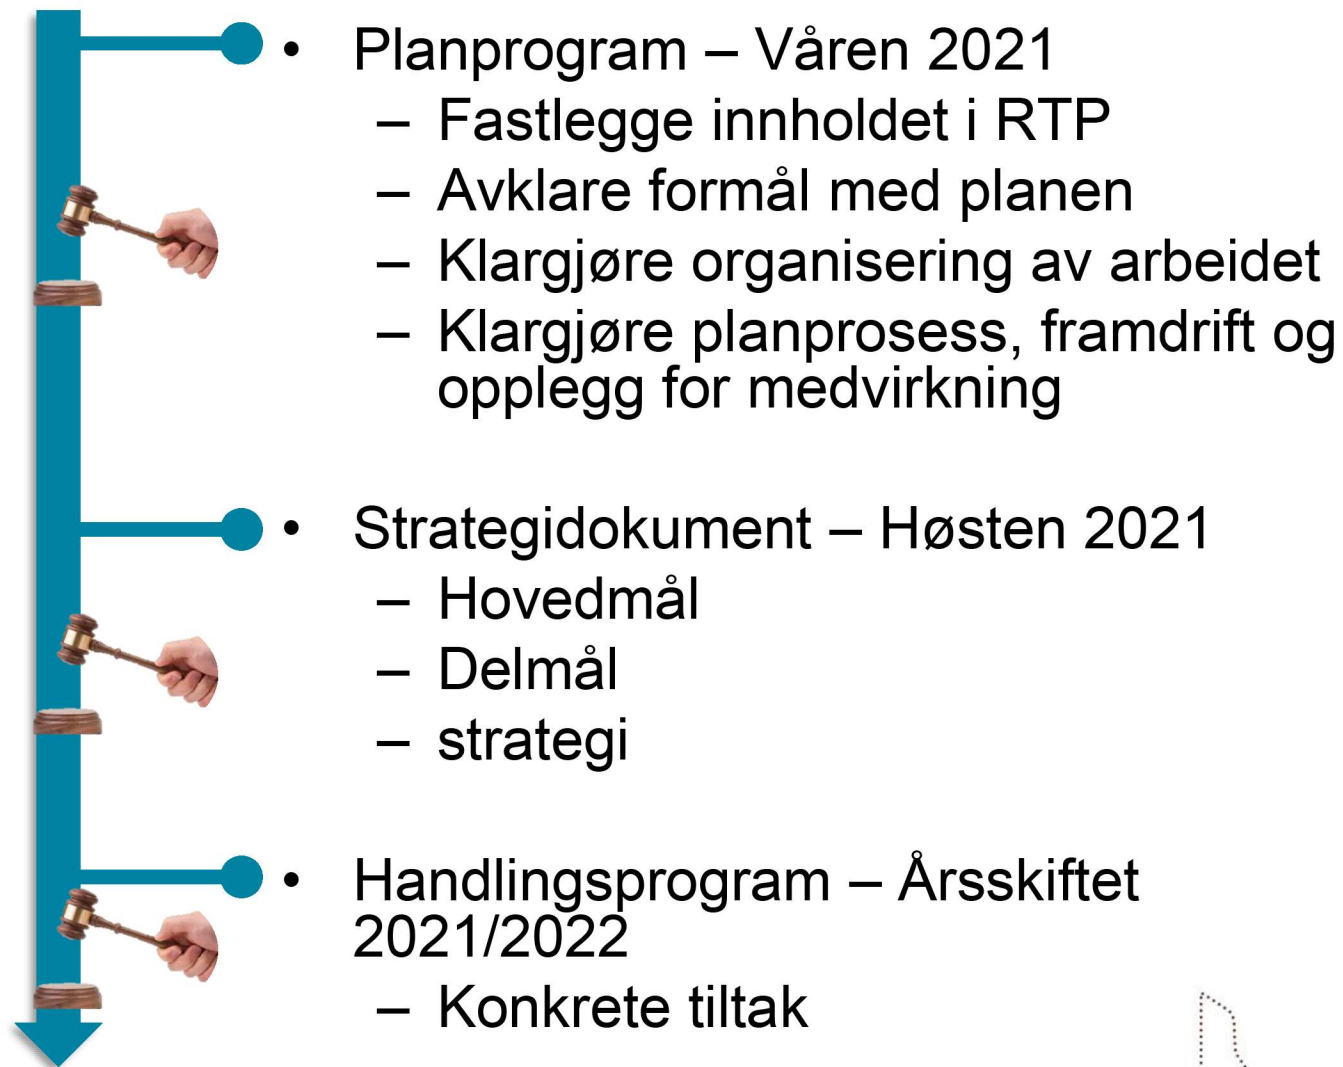 • Planprogram – Våren 2021
– Fastlegge innholdet i RTP
– Avklare formål med planen
– Klargjøre organisering av arbeidet
– Klargjøre planprosess, framdrift og
opplegg for medvirkning
• Strategidokument – Høsten 2021
– Hovedmål
– Delmål
– strategi
• Handlingsprogram – Årsskiftet
2021/2022
– Konkrete tiltak